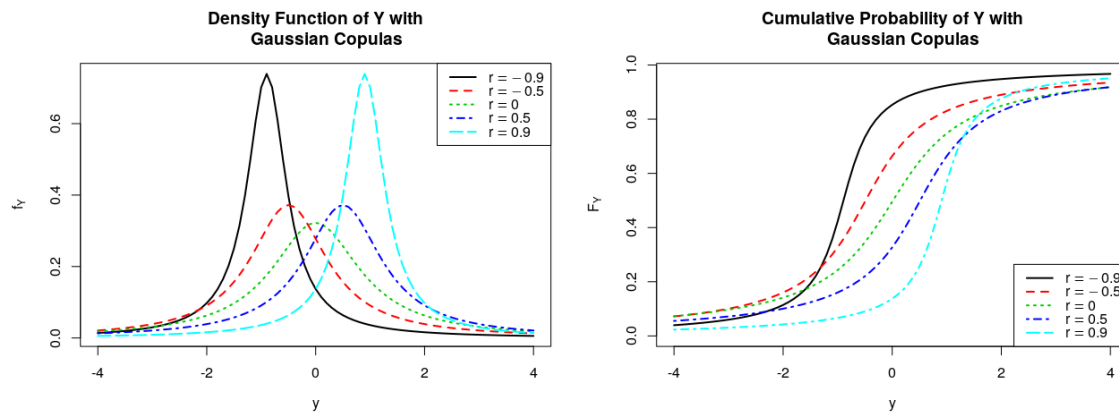 Density Function of Y with
Gaussian Copulas
r = − 0.9
r = − 0.5
r = 0
r = 0.5
r = 0.9
0.6
0.4
0.2
0.0
fY
-4
-2
0
2
4
y
Cumulative Probability of Y with
Gaussian Copulas
1.0
0.8
0.6
0.4
0.2
0.0
FY
r = − 0.9
r = − 0.5
r = 0
r = 0.5
r = 0.9
-4
-2
0
2
4
y